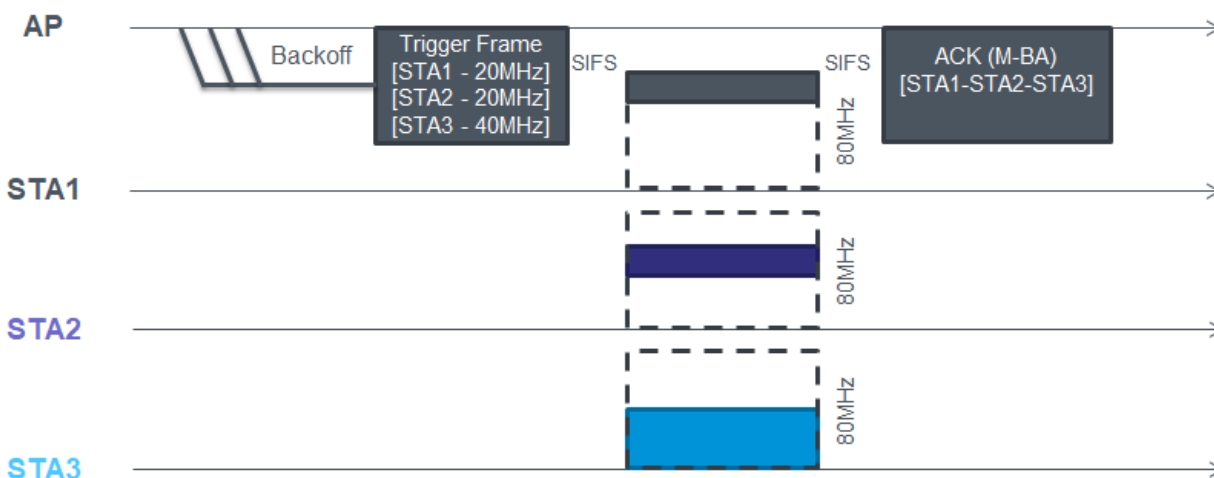 AP
Backoff
Trigger Frame
[STA1 - 20MHz]
[STA2 - 20MHz]
[STA3 - 40MHz]
SIFS
SIFS
80MHz
ACK (M-BA)
[STA1-STA2-STA3]
STA1
80MHz
STA2
80MHz
STA3